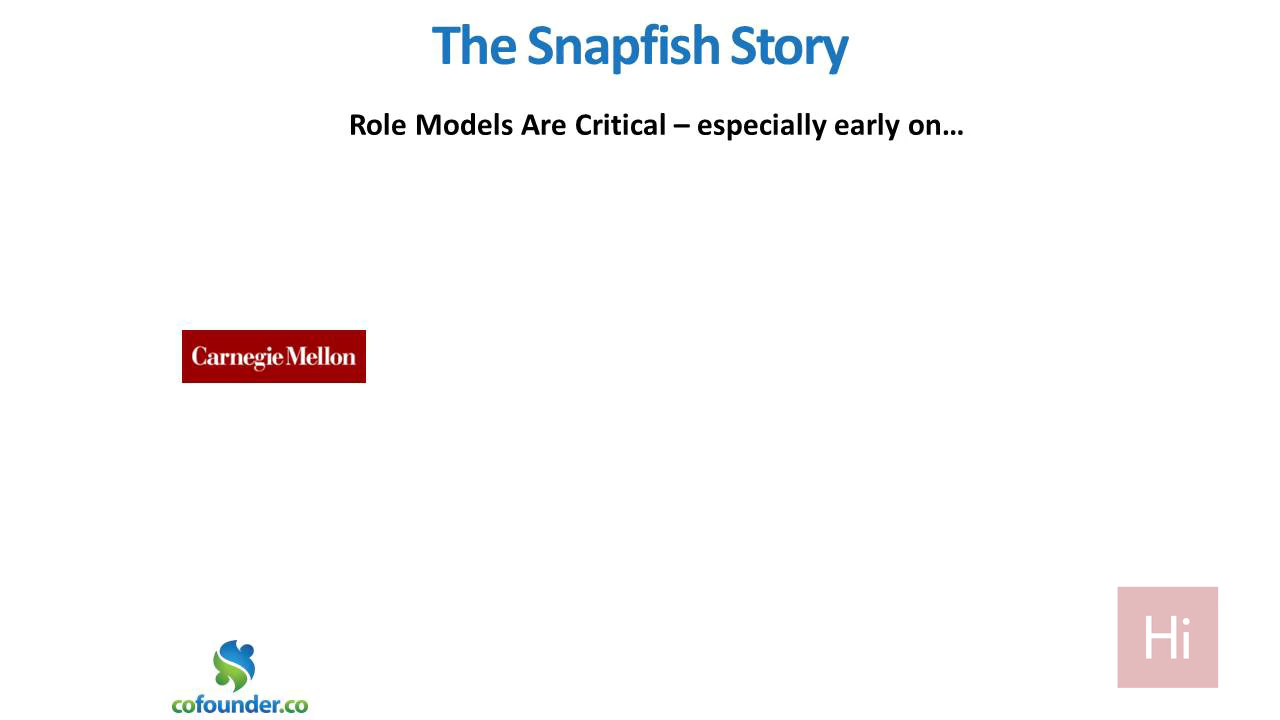 The Snapfish Story
Role Models Are Critical – especially early on…
Carnegie Mellon
Hi
cofounder.co